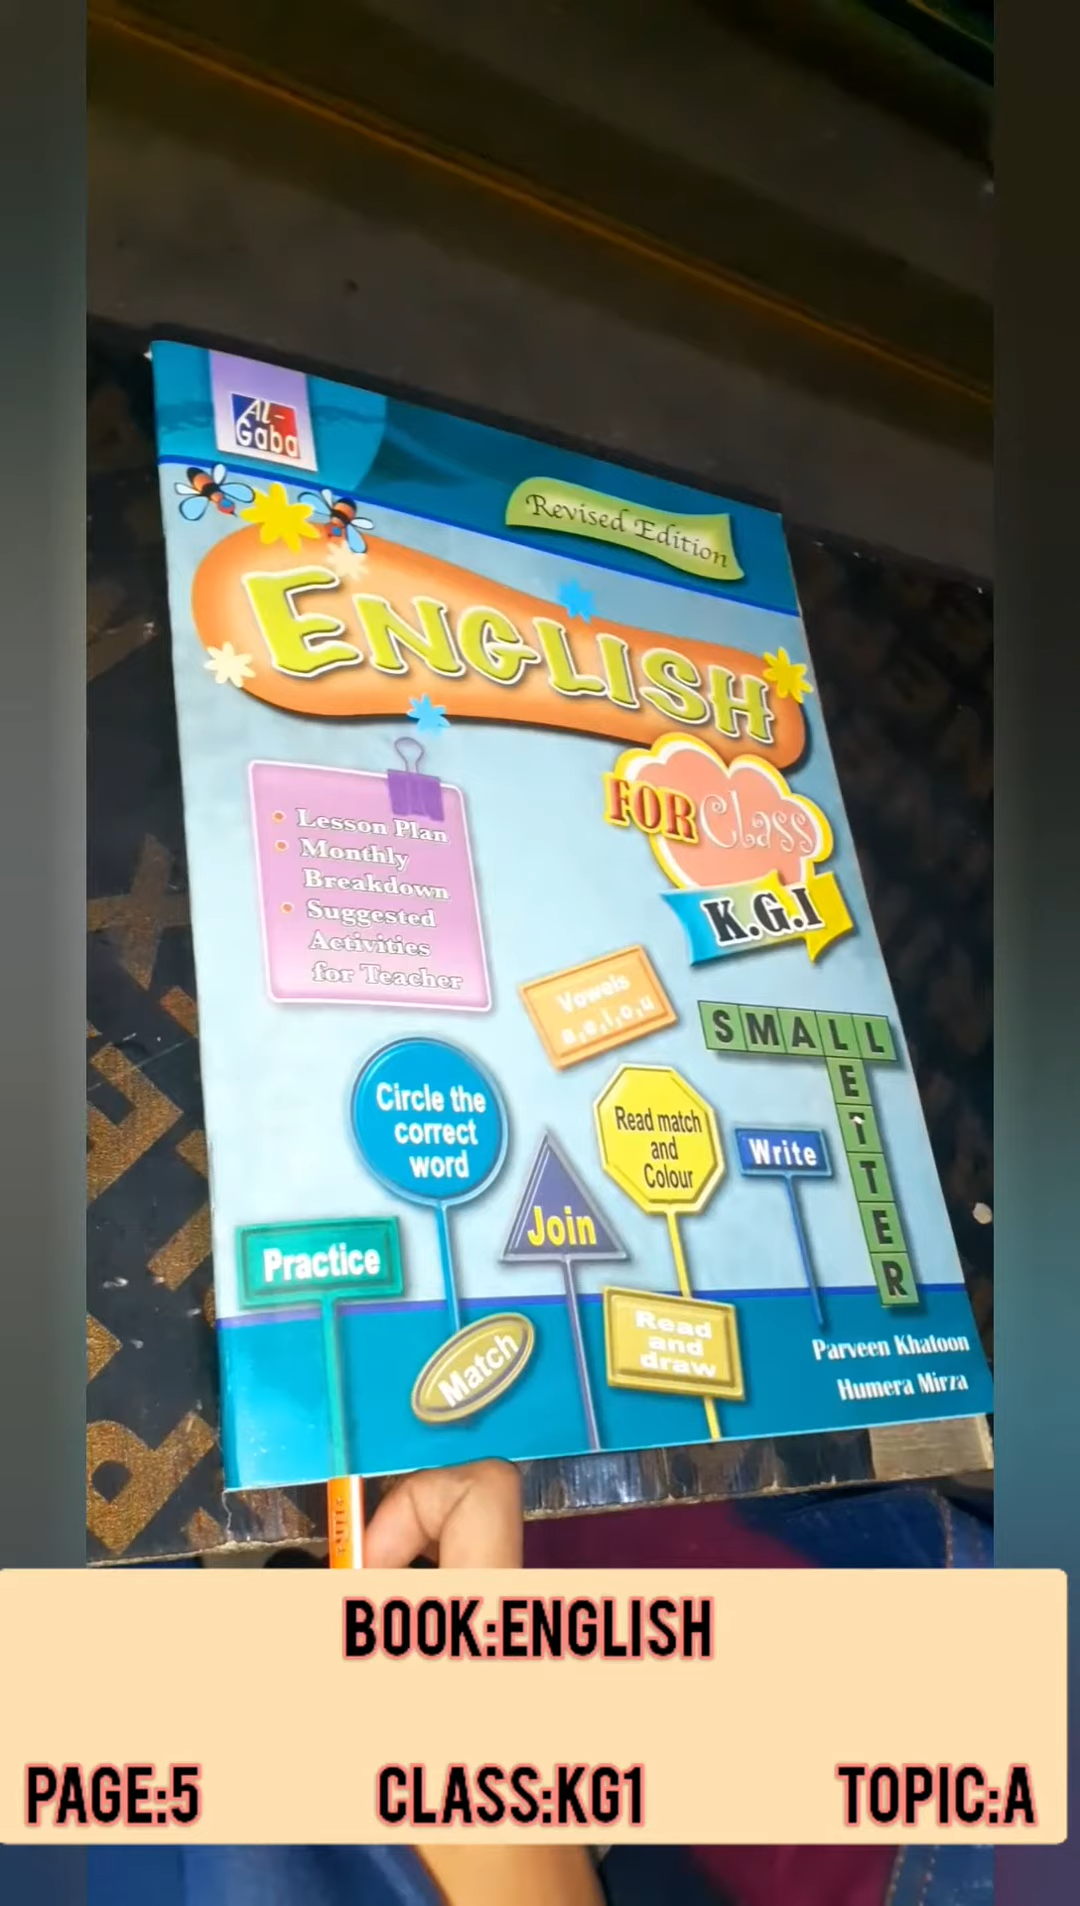 Al-
Gaba
Revised Edition
ENGLISH
FOR Class
K.G.I
• Lesson Plan
• Monthly
Breakdown
• Suggested
Activities
for Teacher
Vowels
a,e,i,o,u
SMALL
LETTER
Circle the
correct
word
Read match
and
Colour
Write
Join
Practice
Match
Read
and
draw
Parveen Khatoon
Humera Mirza
BOOK:ENGLISH
PAGE:5 CLASS:KG1 TOPIC:A